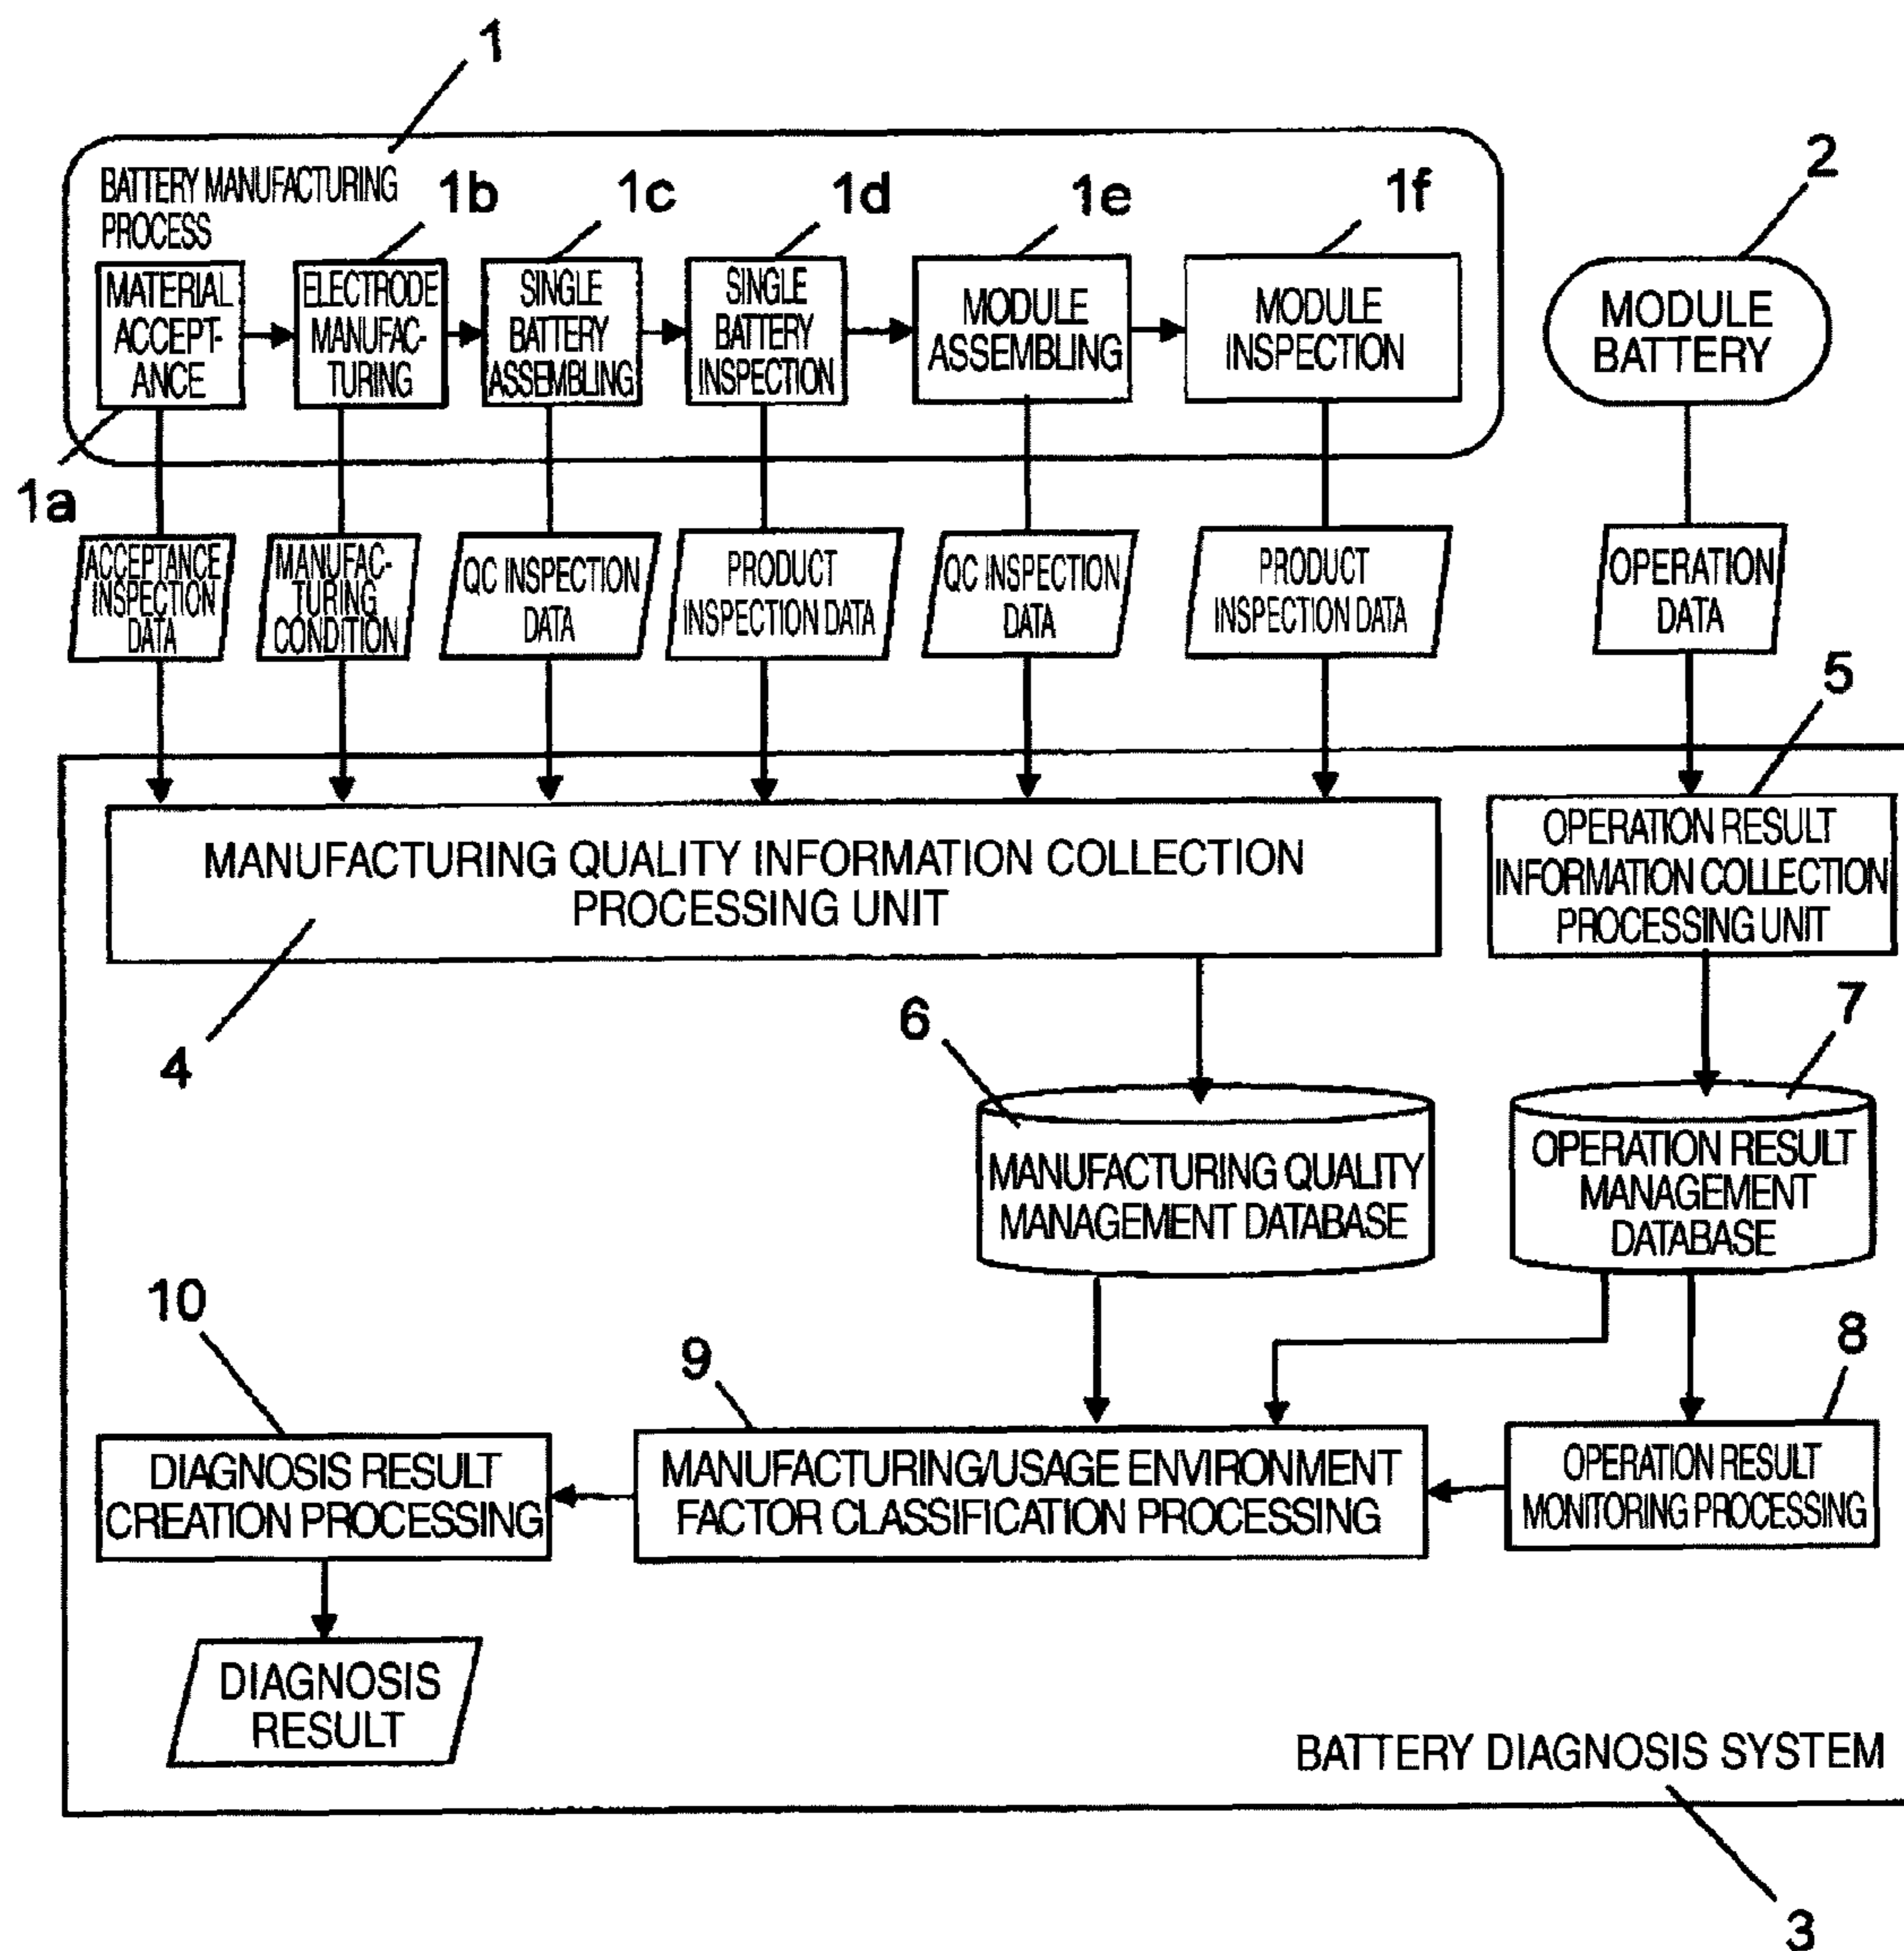 1
BATTERY MANUFACTURING
PROCESS
1b
1c
1d
1e
1f
2
MATERIAL
ACCEPT-
ANCE
ELECTRODE
MANUFAC-
TURING
SINGLE
BATTERY
ASSEMBLING
SINGLE
BATTERY
INSPECTION
MODULE
ASSEMBLING
MODULE
INSPECTION
MODULE
BATTERY
1a
ACCEPTANCE
INSPECTION
DATA
MANUFAC-
TURING
CONDITION
QC INSPECTION
DATA
PRODUCT
INSPECTION DATA
QC INSPECTION
DATA
PRODUCT
INSPECTION DATA
OPERATION
DATA
5
MANUFACTURING QUALITY INFORMATION COLLECTION
PROCESSING UNIT
OPERATION RESULT
INFORMATION COLLECTION
PROCESSING UNIT
4
6
7
MANUFACTURING QUALITY
MANAGEMENT DATABASE
OPERATION RESULT
MANAGEMENT
DATABASE
10
9
8
DIAGNOSIS RESULT
CREATION PROCESSING
MANUFACTURING/USAGE ENVIRONMENT
FACTOR CLASSIFICATION PROCESSING
OPERATION RESULT
MONITORING PROCESSING
DIAGNOSIS
RESULT
BATTERY DIAGNOSIS SYSTEM
3